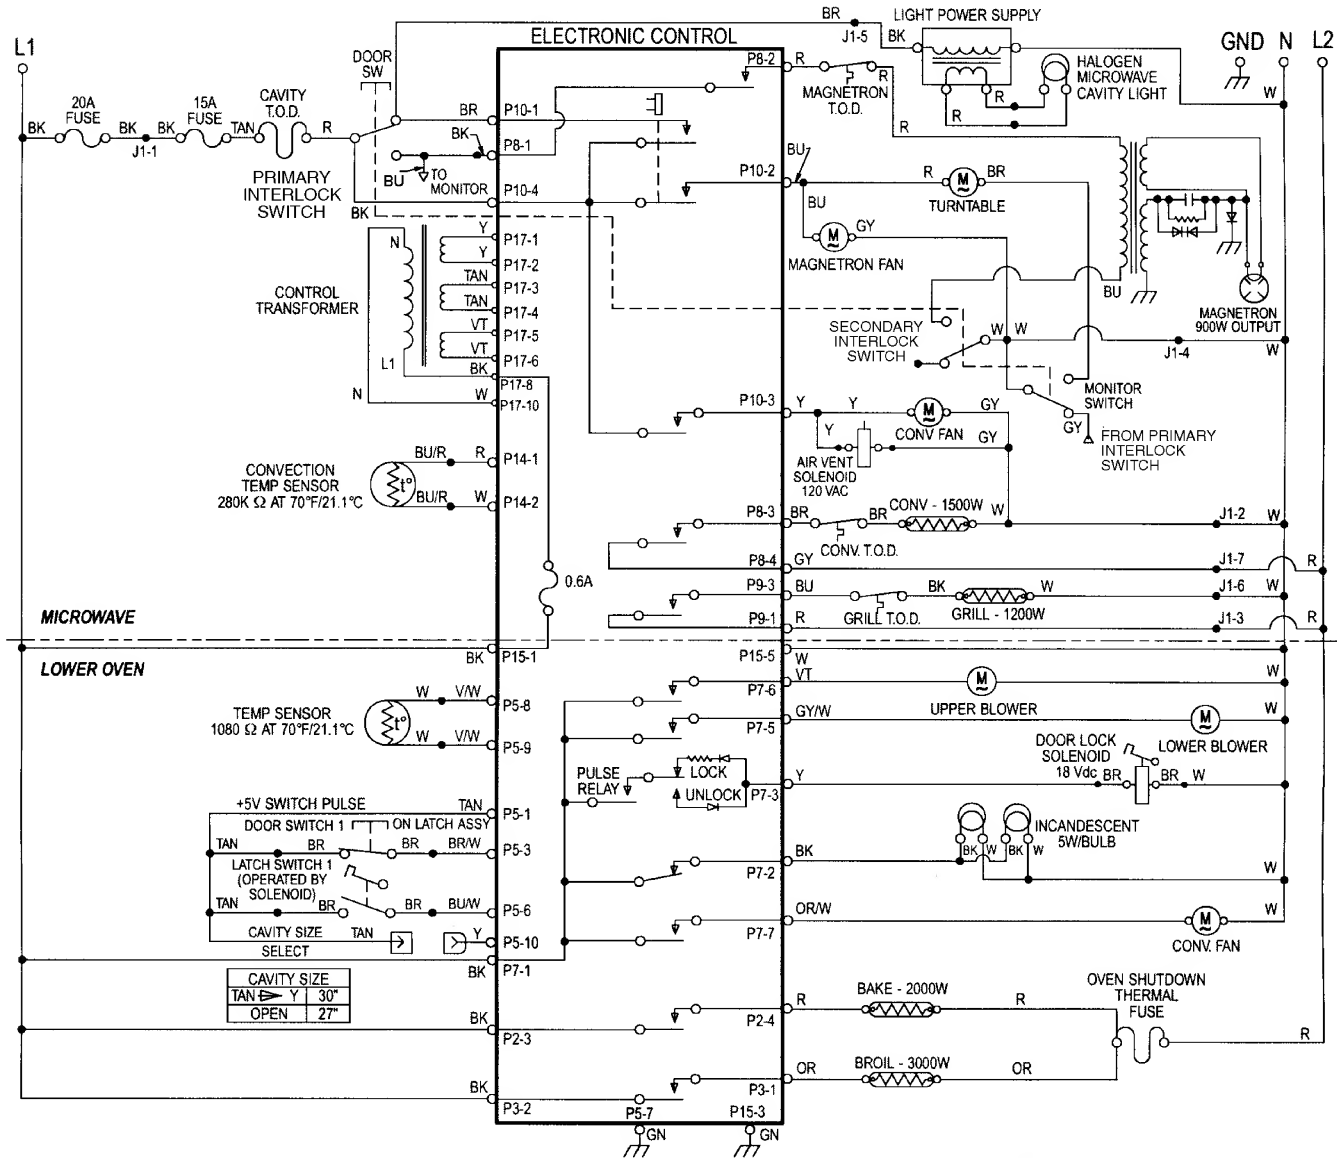 L1
20A
FUSE
BK
BK
J1-1
BK
15A
FUSE
TAN
CAVITY
T.O.D.
R
DOOR
SW
PRIMARY
INTERLOCK
SWITCH
BK
BU
TO
MONITOR
BR
BK
ELECTRONIC CONTROL
P10-1
P8-1
P10-4
Y
P17-1
Y
P17-2
TAN
P17-3
TAN
P17-4
VT
P17-5
VT
P17-6
BK
P17-8
W
P17-10
N
L1
N
CONTROL
TRANSFORMER
CONVECTION
TEMP SENSOR
280K Ω AT 70°F/21.1°C
t°
BU/R
R
P14-1
BU/R
W
P14-2
0.6A
MICROWAVE
LOWER OVEN
BK
P15-1
TEMP SENSOR
1080 Ω AT 70°F/21.1°C
t°
W
V/W
P5-8
W
V/W
P5-9
+5V SWITCH PULSE
TAN
P5-1
DOOR SWITCH 1
ON LATCH ASSY
TAN
BR
BR
BR/W
P5-3
LATCH SWITCH 1
(OPERATED BY
SOLENOID)
TAN
BR
BR
BU/W
P5-6
CAVITY SIZE
SELECT
TAN
Y
P5-10
BK
P7-1
CAVITY SIZE
TAN
Y
30"
OPEN
27"
BK
P2-3
BK
P3-2
PULSE
RELAY
LOCK
UNLOCK
P5-7
GN
P15-3
GN
BR
J1-5
BK
LIGHT POWER SUPPLY
R
R
HALOGEN
MICROWAVE
CAVITY LIGHT
GND
N
L2
W
P8-2
R
MAGNETRON
T.O.D.
R
R
P10-2
BU
BU
R
M
BR
TURNTABLE
M
GY
MAGNETRON FAN
BU
MAGNETRON
900W OUTPUT
SECONDARY
INTERLOCK
SWITCH
W
W
J1-4
W
MONITOR
SWITCH
GY
FROM PRIMARY
INTERLOCK
SWITCH
P10-3
Y
Y
M
GY
CONV FAN
Y
GY
AIR VENT
SOLENOID
120 VAC
P8-3
BR
BR
CONV. T.O.D.
CONV - 1500W
W
J1-2
W
P8-4
GY
J1-7
R
P9-3
BU
GRILL T.O.D.
BK
GRILL - 1200W
W
J1-6
W
P9-1
R
J1-3
R
P15-5
W
P7-6
VT
M
UPPER BLOWER
W
P7-5
GY/W
M
LOWER BLOWER
W
P7-3
Y
DOOR LOCK
SOLENOID
18 Vdc
BR
BR
W
INCANDESCENT
5W/BULB
BK
W
BK
W
P7-2
BK
W
P7-7
OR/W
M
CONV. FAN
W
P2-4
R
BAKE - 2000W
R
OVEN SHUTDOWN
THERMAL
FUSE
R
P3-1
OR
BROIL - 3000W
OR